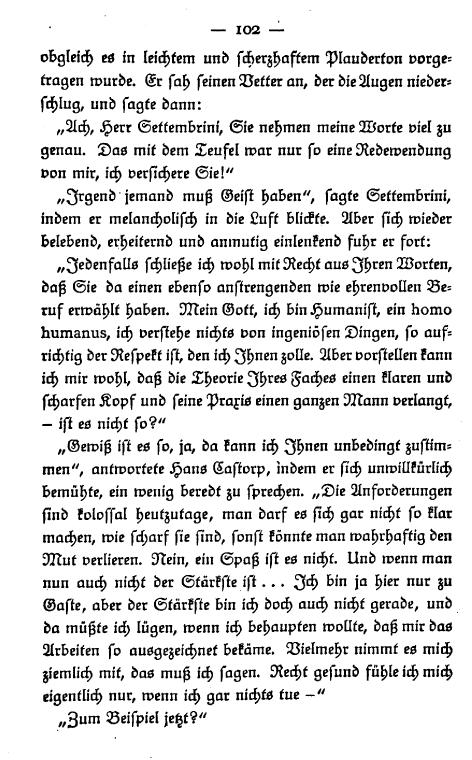 — 102 —
obgleich es in leichtem und scherzhaftem Plauderton vorge=
tragen wurde. Er sah seinen Vetter an, der die Augen nieder=
schlug, und sagte dann:
„Ach, Herr Settembrini, Sie nehmen meine Worte viel zu
genau. Das mit dem Teufel war nur so eine Redewendung
von mir, ich versichere Sie!“
„Irgend jemand muß Geist haben“, sagte Settembrini,
indem er melancholisch in die Luft blickte. Aber sich wieder
belebend, erheiternd und anmutig einlenkend fuhr er fort:
„Jedenfalls schließe ich wohl mit Recht aus Ihren Worten,
daß Sie da einen ebenso anstrengenden wie ehrenvollen Be=
ruf erwählt haben. Mein Gott, ich bin Humanist, ein homo
humanus, ich verstehe nichts von ingeniösen Dingen, so auf=
richtig der Respekt ist, den ich Ihnen zolle. Aber vorstellen kann
ich mir wohl, daß die Theorie Ihres Faches einen klaren und
scharfen Kopf und seine Praxis einen ganzen Mann verlangt,
– ist es nicht so?“
„Gewiß ist es so, ja, da kann ich Ihnen unbedingt zustim=
men“, antwortete Hans Castorp, indem er sich unwillkürlich
bemühte, ein wenig beredt zu sprechen. „Die Anforderungen
sind kolossal heutzutage, man darf es sich gar nicht so klar
machen, wie scharf sie sind, sonst könnte man wahrhaftig den
Mut verlieren. Nein, ein Spaß ist es nicht. Und wenn man
nun auch nicht der Stärkste ist ... Ich bin ja hier nur zu
Gaste, aber der Stärkste bin ich doch auch nicht gerade, und
da müßte ich lügen, wenn ich behaupten wollte, daß mir das
Arbeiten so ausgezeichnet bekäme. Vielmehr nimmt es mich
ziemlich mit, das muß ich sagen. Recht gesund fühle ich mich
eigentlich nur, wenn ich gar nichts tue –“
„Zum Beispiel jetzt?“